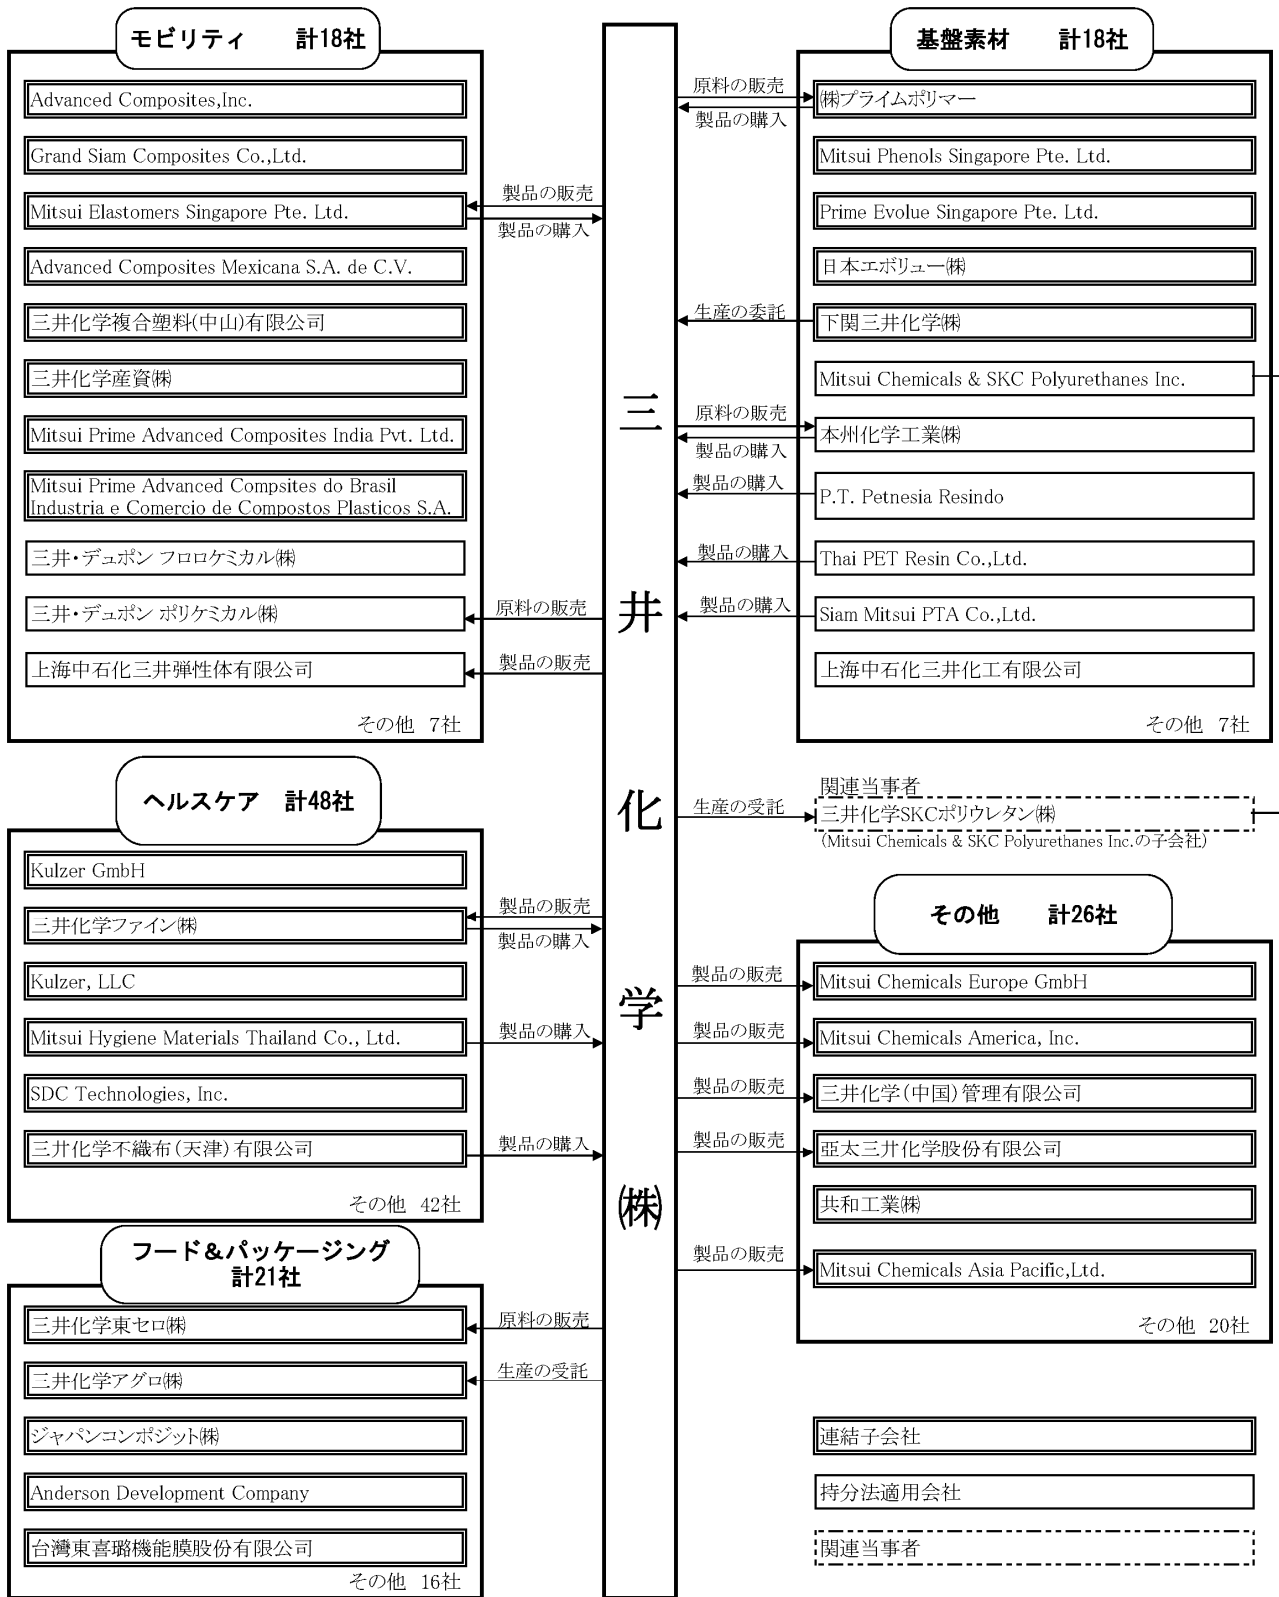 モビリティ　計18社
Advanced Composites,Inc.
Grand Siam Composites Co.,Ltd.
製品の販売
Mitsui Elastomers Singapore Pte. Ltd.
製品の購入
Advanced Composites Mexicana S.A. de C.V.
三井化学複合塑料(中山)有限公司
三井化学産資㈱
Mitsui Prime Advanced Composites India Pvt. Ltd.
Mitsui Prime Advanced Compsites do Brasil
Industria e Comercio de Compostos Plasticos S.A.
三井・デュポン フロロケミカル㈱
三井・デュポン ポリケミカル㈱
原料の販売
上海中石化三井弾性体有限公司
製品の販売
その他 7社
ヘルスケア　計48社
Kulzer GmbH
製品の販売
三井化学ファイン㈱
製品の購入
Kulzer, LLC
Mitsui Hygiene Materials Thailand Co., Ltd.
製品の購入
SDC Technologies, Inc.
三井化学不織布(天津)有限公司
製品の購入
その他 42社
フード＆パッケージング
計21社
三井化学東セロ㈱
原料の販売
三井化学アグロ㈱
生産の受託
ジャパンコンポジット㈱
Anderson Development Company
台灣東喜璐機能膜股份有限公司
その他 16社
三井化学㈱
基盤素材　計18社
原料の販売
㈱プライムポリマー
製品の購入
Mitsui Phenols Singapore Pte. Ltd.
Prime Evolue Singapore Pte. Ltd.
日本エボリュー㈱
生産の委託
下関三井化学㈱
Mitsui Chemicals & SKC Polyurethanes Inc.
原料の販売
本州化学工業㈱
製品の購入
製品の購入
P.T. Petnesia Resindo
製品の購入
Thai PET Resin Co.,Ltd.
製品の購入
Siam Mitsui PTA Co.,Ltd.
上海中石化三井化工有限公司
その他 7社
関連当事者
生産の受託
三井化学SKCポリウレタン㈱
(Mitsui Chemicals & SKC Polyurethanes Inc.の子会社)
その他　計26社
製品の販売
Mitsui Chemicals Europe GmbH
製品の販売
Mitsui Chemicals America, Inc.
製品の販売
三井化学(中国)管理有限公司
製品の販売
亞太三井化学股份有限公司
共和工業㈱
製品の販売
Mitsui Chemicals Asia Pacific,Ltd.
その他 20社
連結子会社
持分法適用会社
関連当事者